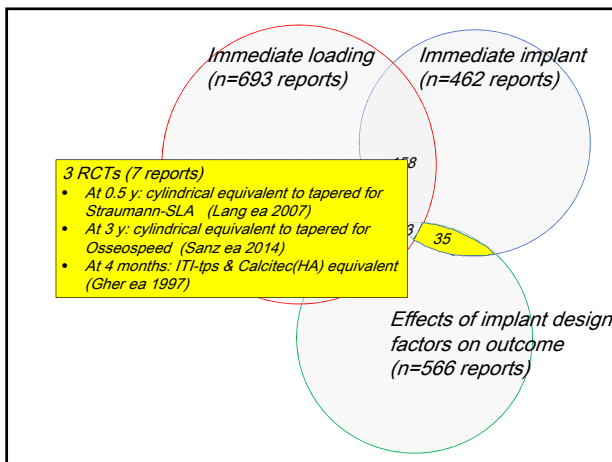 Immediate loading
(n=693 reports)
Immediate implant
(n=462 reports)
3 RCTs (7 reports)
• At 0.5 y: cylindrical equivalent to tapered for
Straumann-SLA (Lang ea 2007)
• At 3 y: cylindrical equivalent to tapered for
Osseospeed (Sanz ea 2014)
• At 4 months: ITI-tps & Calcitec(HA) equivalent
(Gher ea 1997)
35
Effects of implant design
factors on outcome
(n=566 reports)